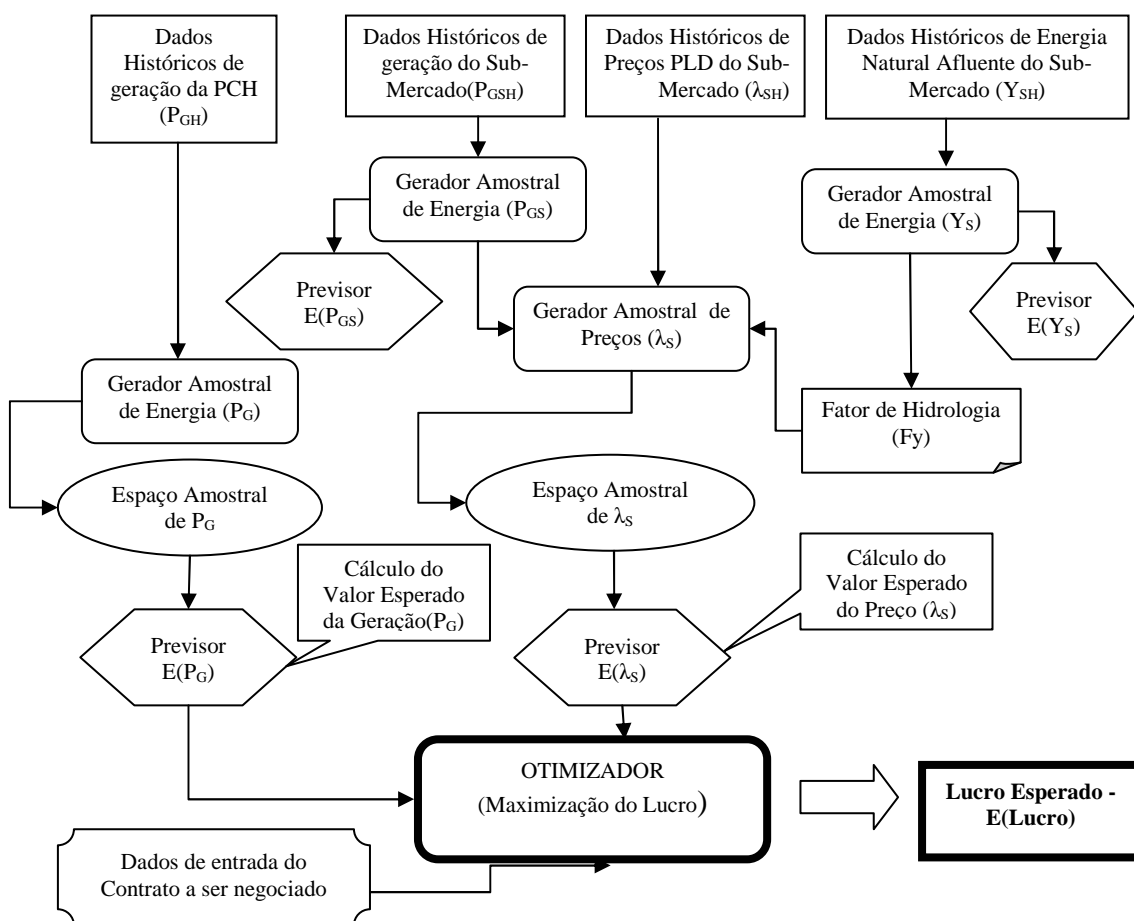 Dados
Históricos de
geração da PCH
(PGH)
Dados Históricos de
geração do Sub-
Mercado(PGSH)
Dados Históricos de
Preços PLD do Sub-
Mercado (λSH)
Dados Históricos de Energia
Natural Afluente do Sub-
Mercado (YSH)
Gerador Amostral
de Energia (PGS)
Gerador Amostral
de Energia (YS)
Previsor
E(PGS)
Gerador Amostral de
Preços (λS)
Previsor
E(YS)
Gerador Amostral
de Energia (PG)
Fator de Hidrologia
(Fy)
Espaço Amostral
de PG
Espaço Amostral
de λS
Cálculo do
Valor Esperado
da Geração(PG)
Cálculo do
Valor Esperado
do Preço (λS)
Previsor
E(PG)
Previsor
E(λS)
OTIMIZADOR
(Maximização do Lucro)
Lucro Esperado -
E(Lucro)
Dados de entrada do
Contrato a ser negociado